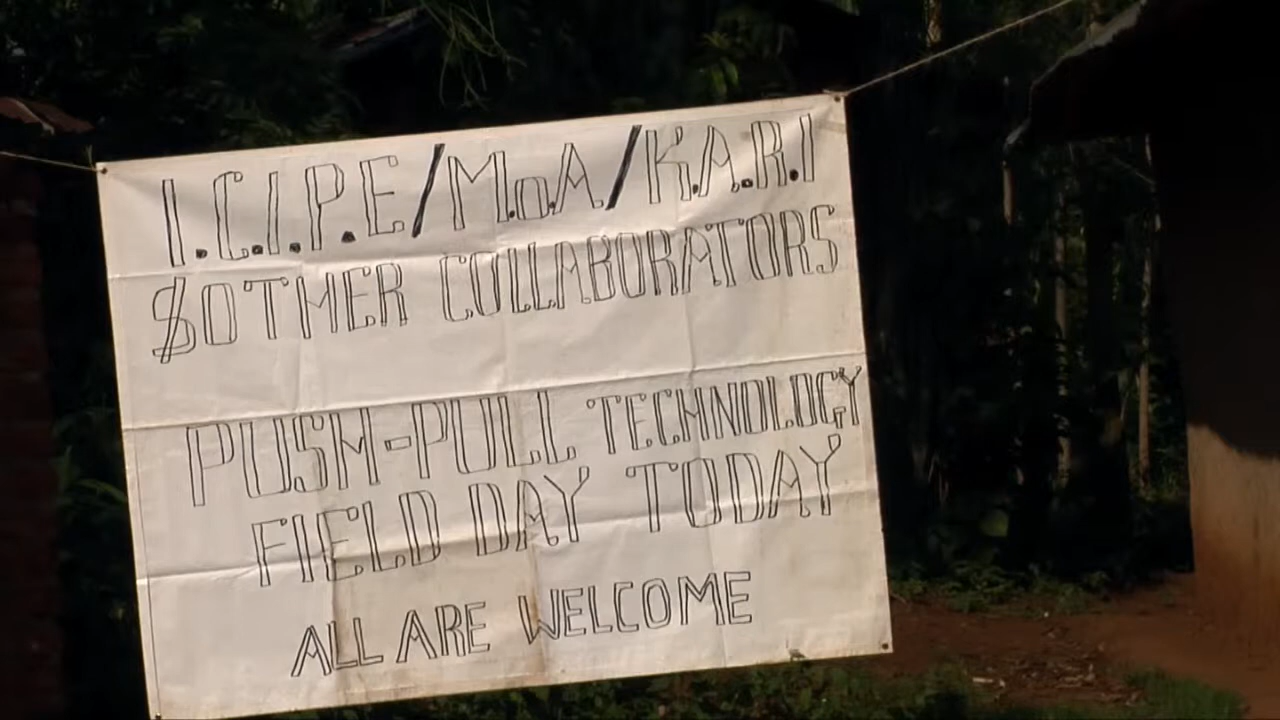 I.C.I.P.E/M.o.A/K.A.R.I
$OTHER COLLABORATORS
PUSH-PULL TECHNOLOGY
FIELD DAY TODAY
ALL ARE WELCOME